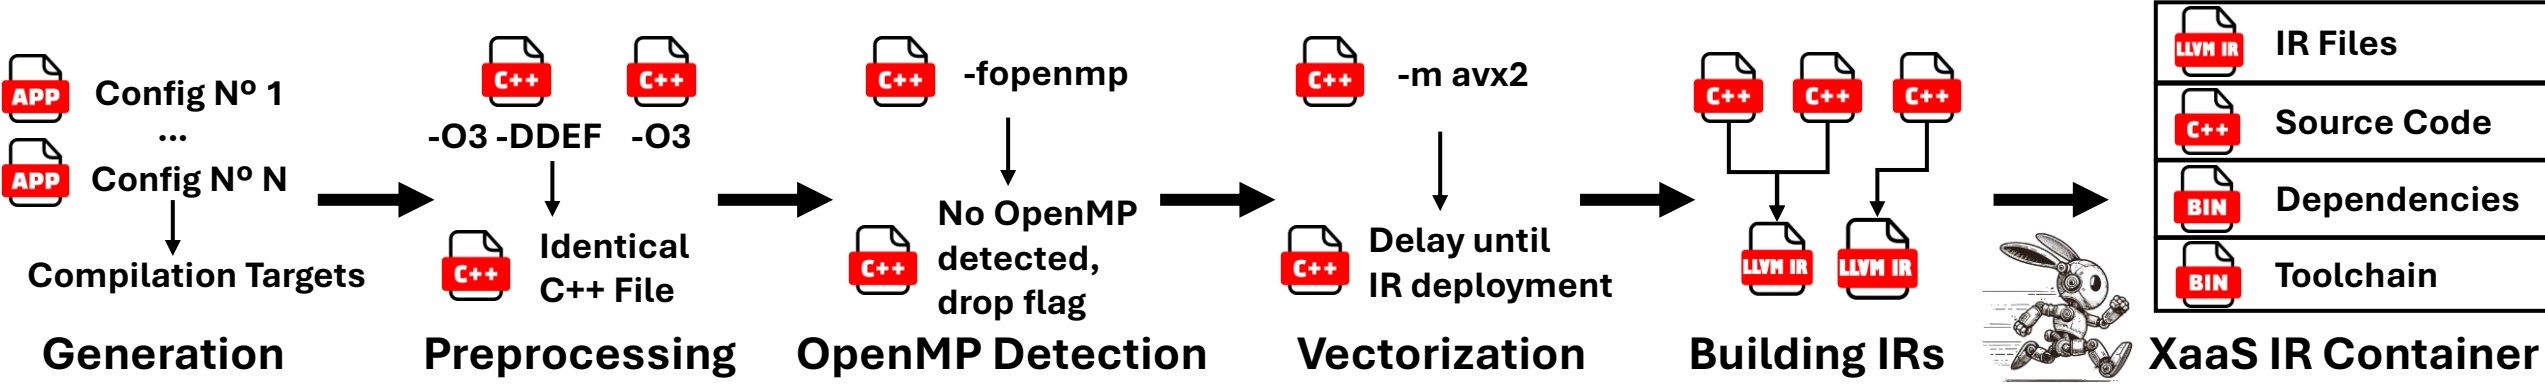 APP Config Nº 1
...
APP Config Nº N
Compilation Targets
Generation
C++ C++
-O3 -DDEF -O3
C++ Identical
C++ File
Preprocessing
C++ -fopenmp
No OpenMP
C++ detected,
drop flag
OpenMP Detection
C++ -m avx2
Delay until
C++ IR deployment
Vectorization
C++ C++ C++
LLVM IR LLVM IR
Building IRs
LLVM IR IR Files
C++ Source Code
BIN Dependencies
BIN Toolchain
XaaS IR Container